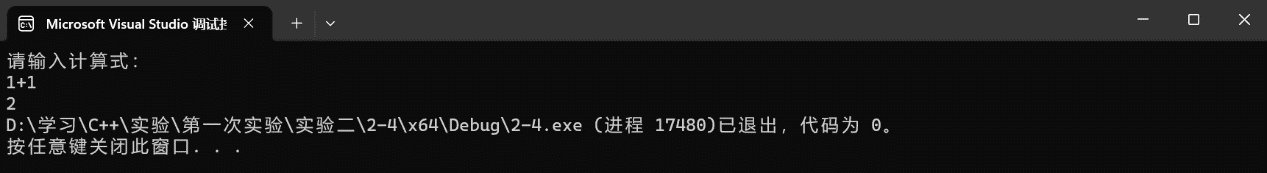 Microsoft Visual Studio 调试
请输入计算式:
1+1
2
D:\学习\C++\实验\第一次实验\实验二\2-4\x64\Debug\2-4.exe (进程 17480)已退出，代码为 0。
按任意键关闭此窗口. . .